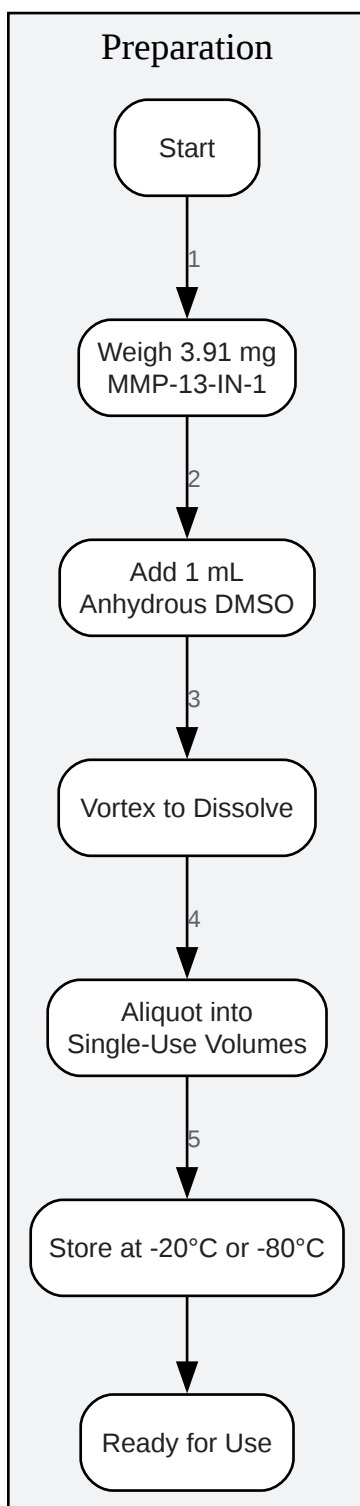 Preparation
Start
1
Weigh 3.91 mg
MMP-13-IN-1
2
Add 1 mL
Anhydrous DMSO
3
Vortex to Dissolve
4
Aliquot into
Single-Use Volumes
5
Store at -20°C or -80°C
Ready for Use